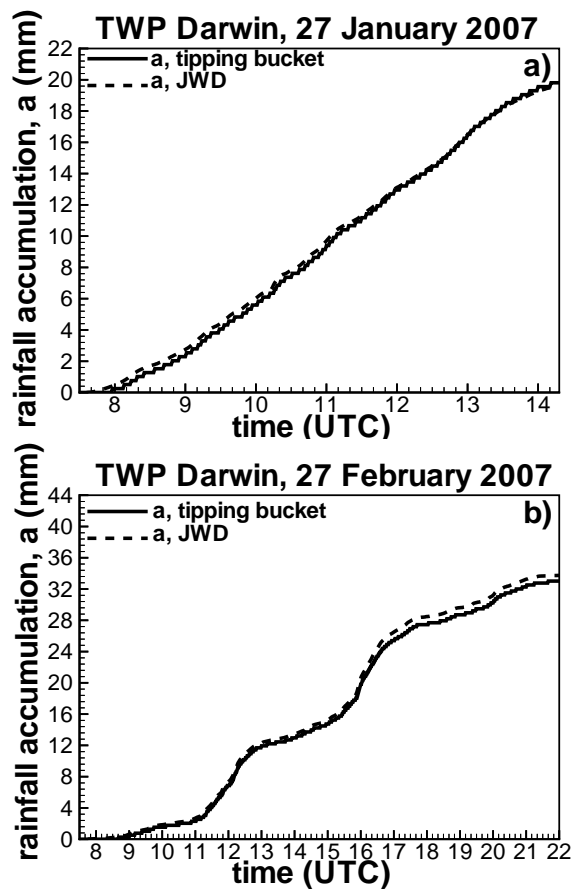 TWP Darwin, 27 January 2007
rainfall accumulation, a (mm)
22
20
18
16
14
12
10
8
6
4
2
0
a, tipping bucket
a, JWD
a)
8 9 10 11 12 13 14
time (UTC)
TWP Darwin, 27 February 2007
rainfall accumulation, a (mm)
44
40
36
32
28
24
20
16
12
8
4
0
a, tipping bucket
a, JWD
b)
8 9 10 11 12 13 14 15 16 17 18 19 20 21 22
time (UTC)